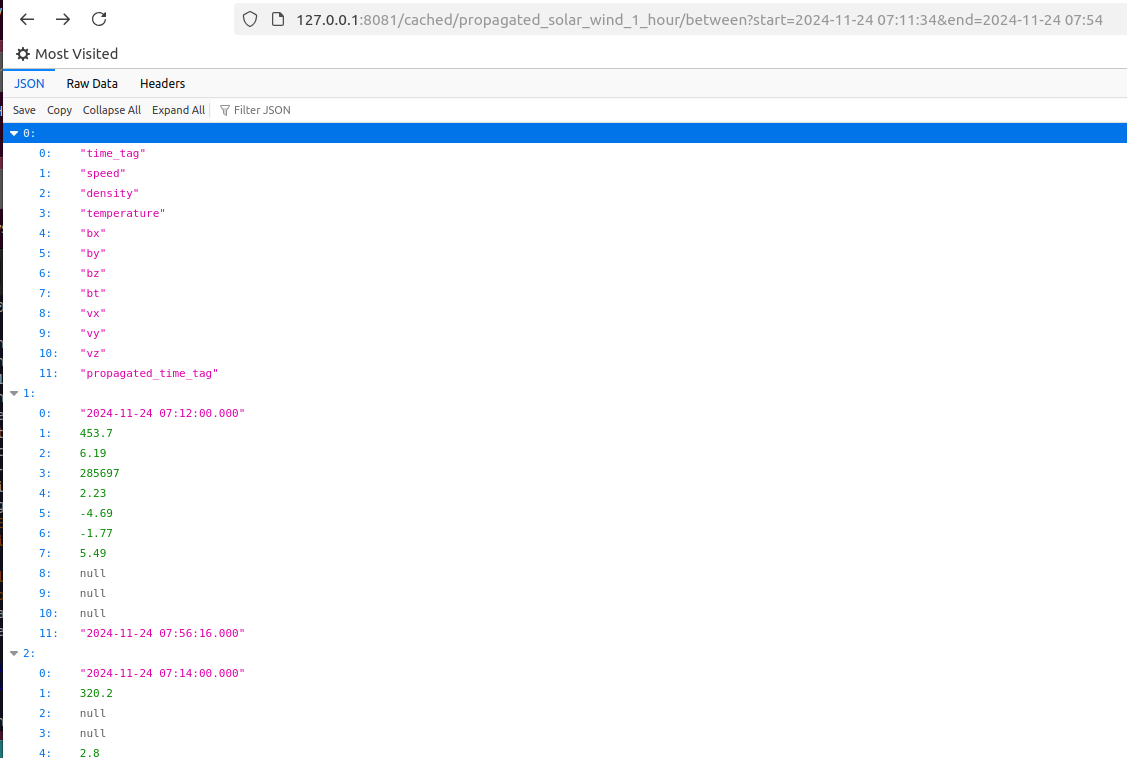 127.0.0.1:8081/cached/propagated_solar_wind_1_hour/between?start=2024-11-24 07:11:34&end=2024-11-24 07:54
Most Visited
JSON Raw Data Headers
Save Copy Collapse All Expand All Filter JSON
0:
0: "time_tag"
1: "speed"
2: "density"
3: "temperature"
4: "bx"
5: "by"
6: "bz"
7: "bt"
8: "vx"
9: "vy"
10: "vz"
11: "propagated_time_tag"
1:
0: "2024-11-24 07:12:00.000"
1: 453.7
2: 6.19
3: 285697
4: 2.23
5: -4.69
6: -1.77
7: 5.49
8: null
9: null
10: null
11: "2024-11-24 07:56:16.000"
2:
0: "2024-11-24 07:14:00.000"
1: 320.2
2: null
3: null
4: 2.8